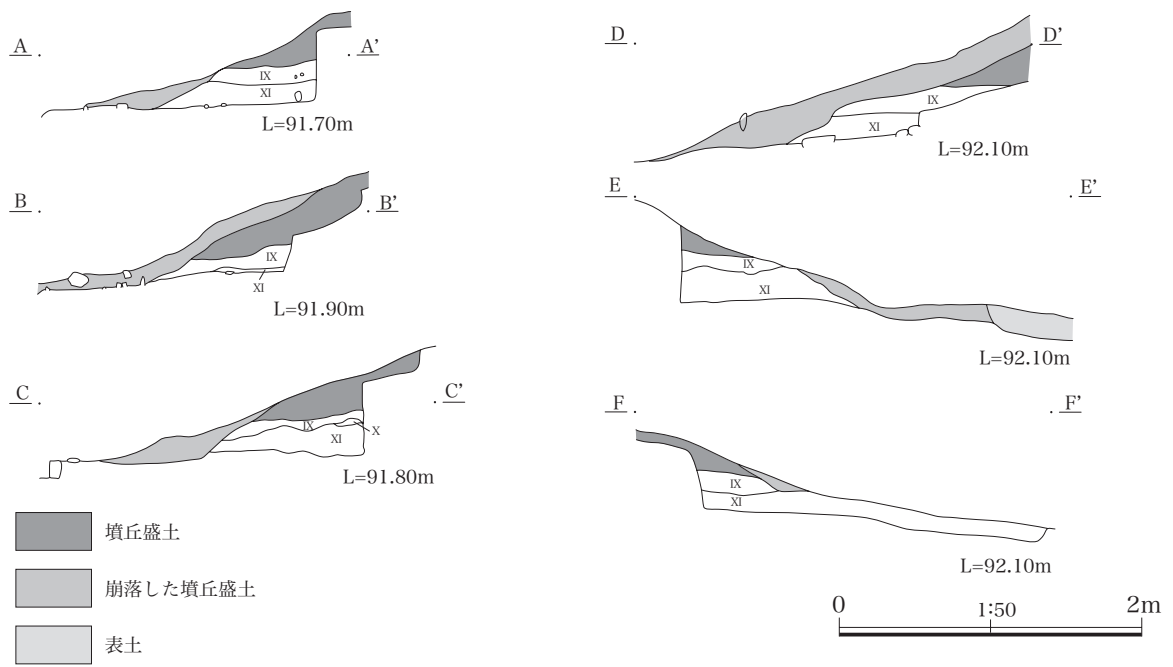 A A’
IX
XI
L=91.70m
B B’
IX
XI
L=91.90m
C C’
IX
X
XI
L=91.80m
墳丘盛土
崩落した墳丘盛土
表土
D D’
IX
XI
L=92.10m
E E’
IX
XI
L=92.10m
F F’
IX
XI
L=92.10m
0 1:50 2m